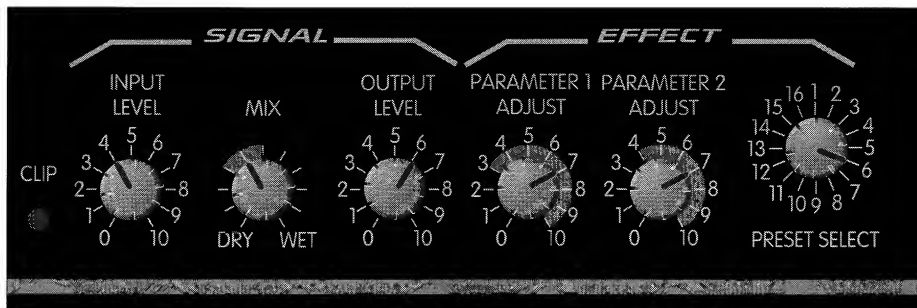 SIGNAL
EFFECT
INPUT LEVEL
MIX
OUTPUT LEVEL
PARAMETER 1 ADJUST
PARAMETER 2 ADJUST
CLIP
0 1 2 3 4 5 6 7 8 9 10
DRY WET
0 1 2 3 4 5 6 7 8 9 10
0 1 2 3 4 5 6 7 8 9 10
0 1 2 3 4 5 6 7 8 9 10
1 2 3 4 5 6 7 8 9 10 11 12 13 14 15 16
PRESET SELECT